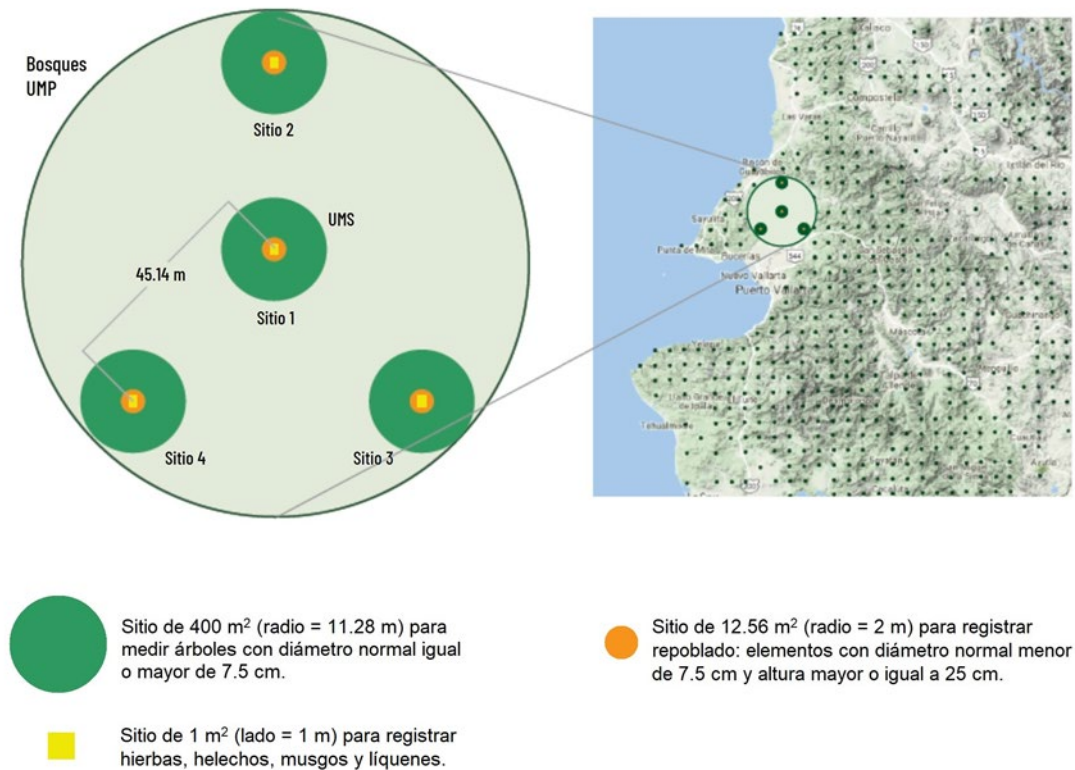 Bosques
UMP
Sitio 2
UMS
45.14 m
Sitio 1
Sitio 4
Sitio 3
Compostela
Las Varas
Sayulita
Punta de Mita
Bucerías
544
Nuevo Vallarta
Puerto Vallarta
200
Mascota
Tehualmixtle
Sitio de 400 m² (radio = 11.28 m) para
medir árboles con diámetro normal igual
o mayor de 7.5 cm.
Sitio de 12.56 m² (radio = 2 m) para registrar
repoblado: elementos con diámetro normal menor
de 7.5 cm y altura mayor o igual a 25 cm.
Sitio de 1 m² (lado = 1 m) para registrar
hierbas, helechos, musgos y líquenes.